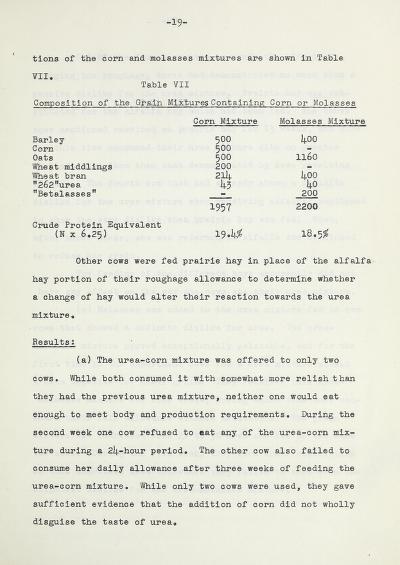 -19-
tions of the corn and molasses mixtures are shown in Table
VII.
Table VII
Composition of the Grain Mixtures Containing Corn or Molasses
Corn Mixture Molasses Mixture
Barley 500 400
Corn 500 -
Oats 500 1160
Wheat middlings 200 -
Wheat bran 214 400
"262"urea 43 40
"Betalasses" - 200
1957 2200
Crude Protein Equivalent
(N x 6.25) 19.4% 18.5%
Other cows were fed prairie hay in place of the alfalfa
hay portion of their roughage allowance to determine whether
a change of hay would alter their reaction towards the urea
mixture.
Results:
(a) The urea-corn mixture was offered to only two
cows. While both consumed it with somewhat more relish than
they had the previous urea mixture, neither one would eat
enough to meet body and production requirements. During the
second week one cow refused to eat any of the urea-corn mix-
ture during a 24-hour period. The other cow also failed to
consume her daily allowance after three weeks of feeding the
urea-corn mixture. While only two cows were used, they gave
sufficient evidence that the addition of corn did not wholly
disguise the taste of urea.